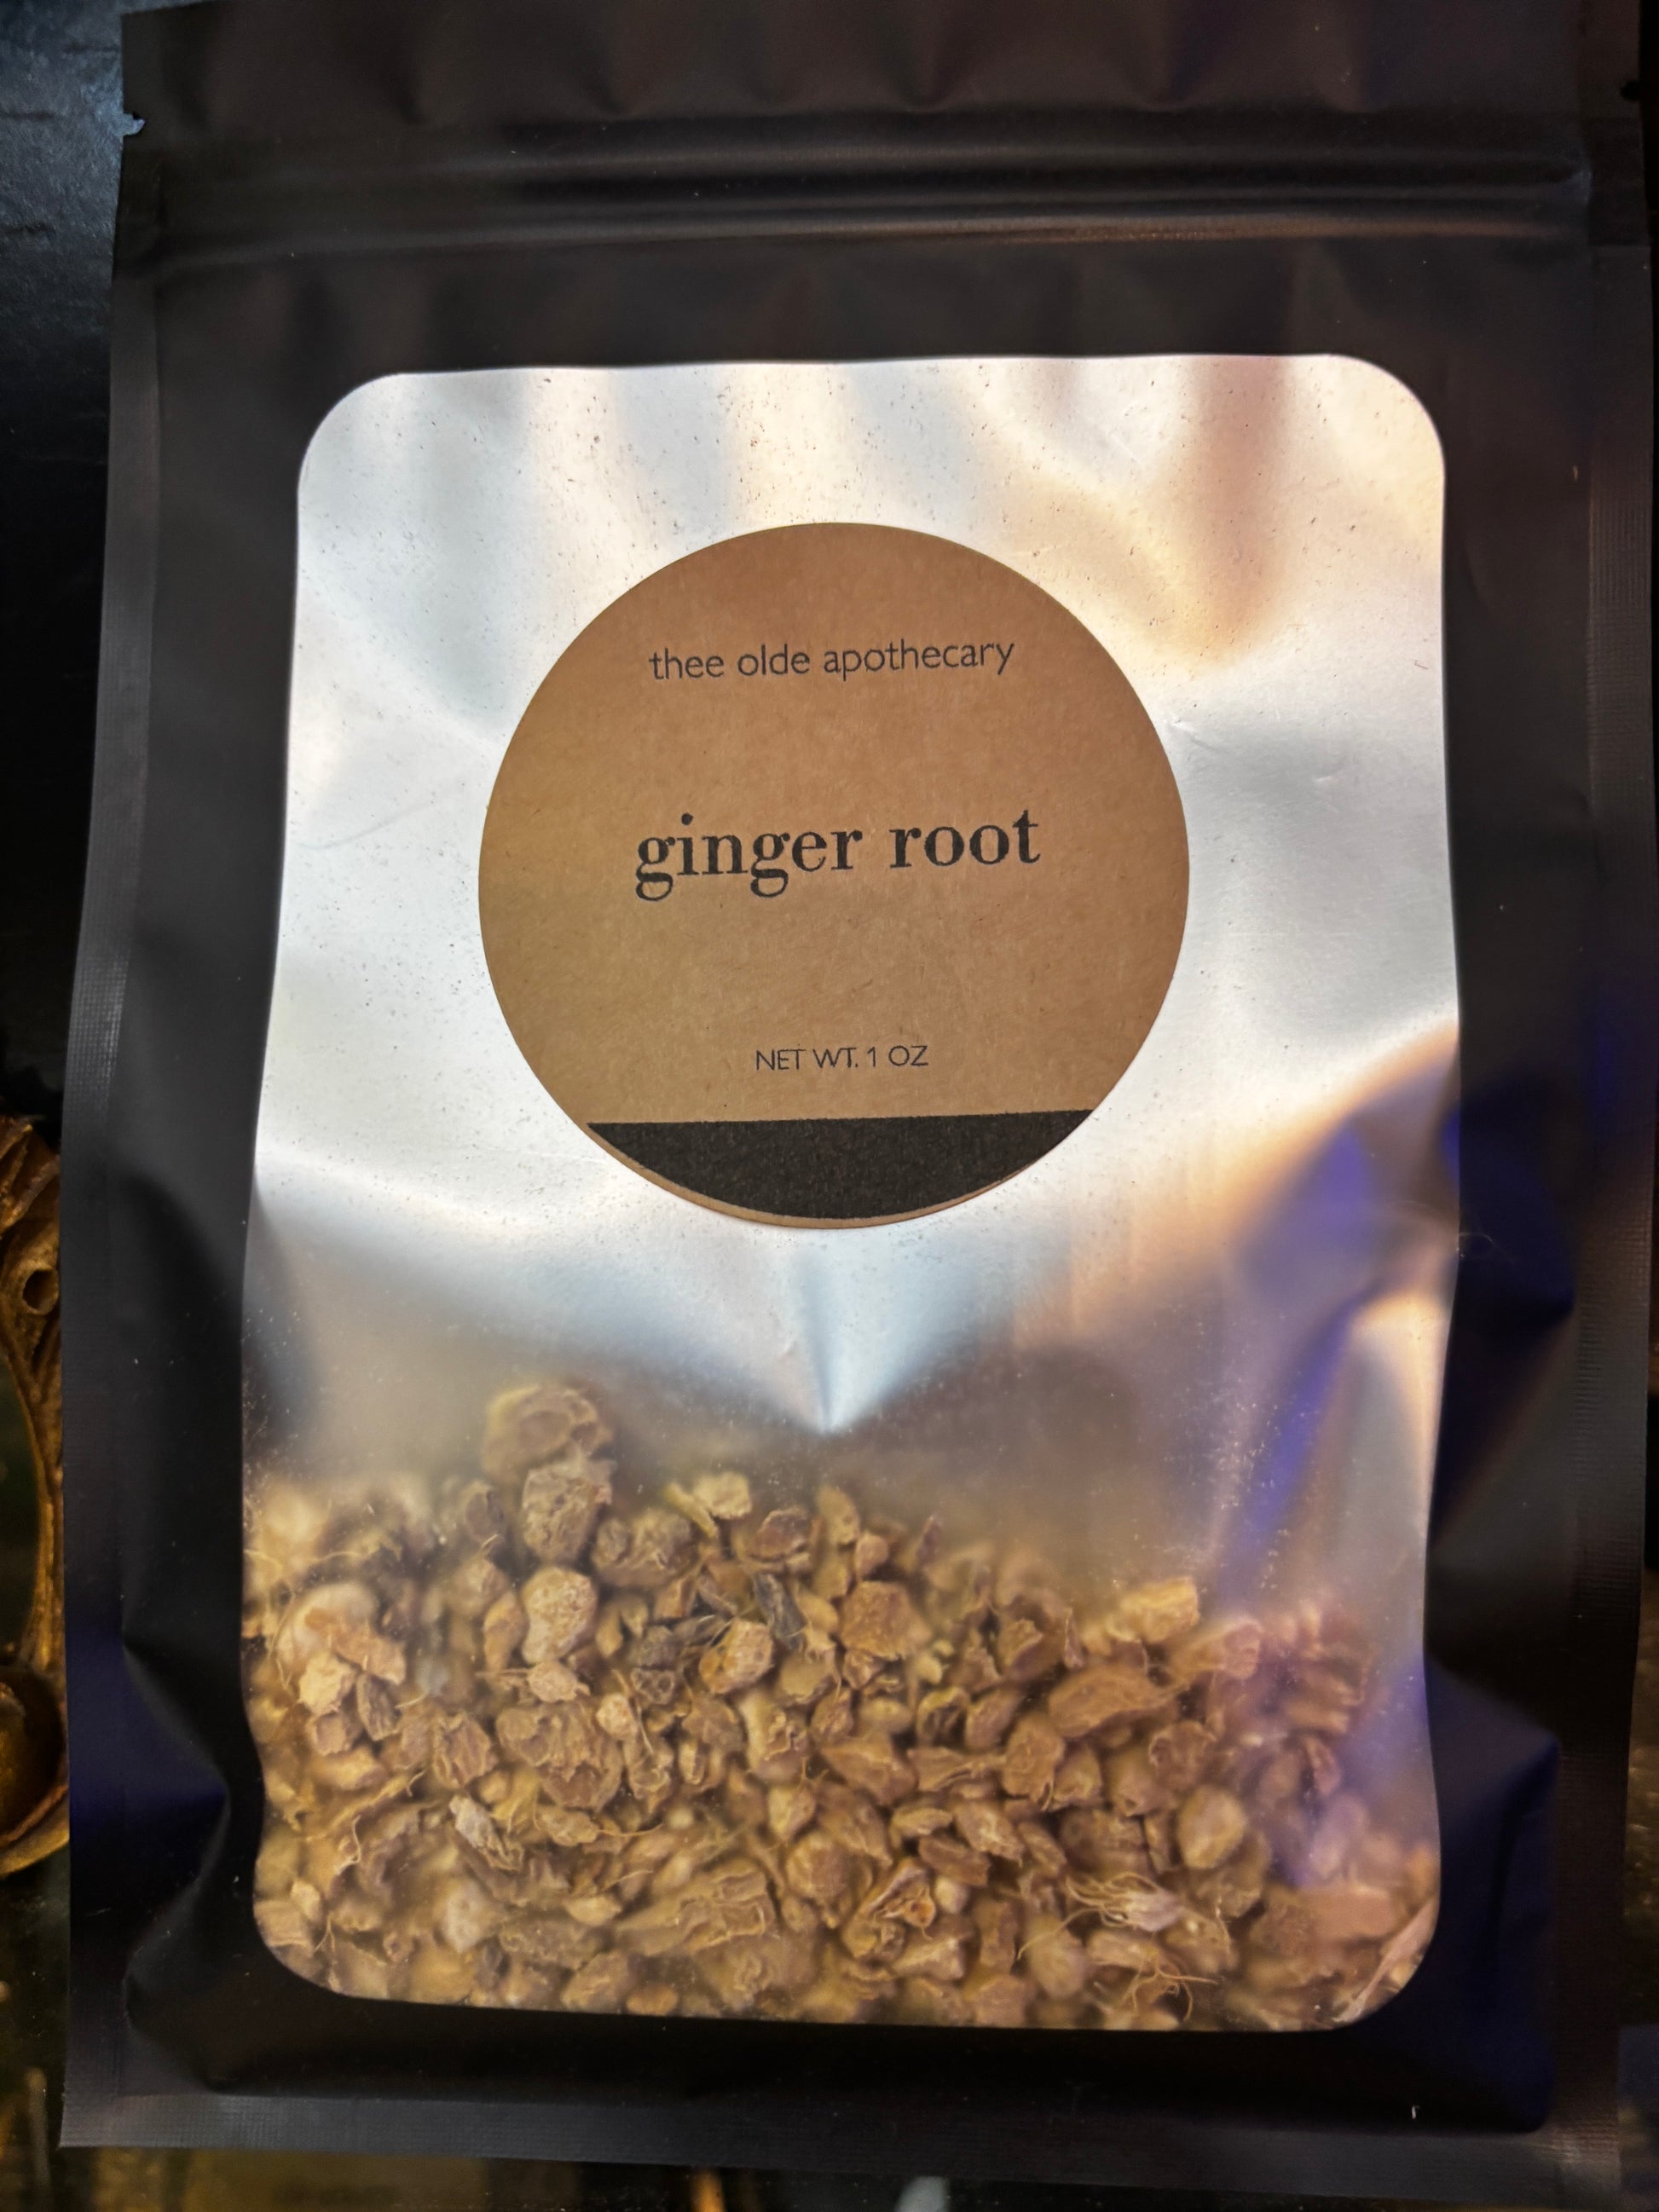 thee olde apothecary
ginger root
NET WT. 1 OZ